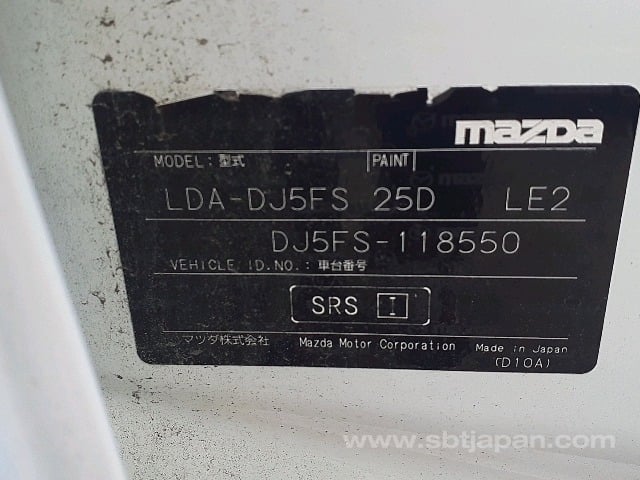 mazda
MODEL : 型式 PAINT
LDA-DJ5FS 25D LE2
DJ5FS-118550
VEHICLE ID.NO.: 車台番号
SRS I
マツダ株式会社 Mazda Motor Corporation Made in Japan
(D10A)
www.sbtjapan.com